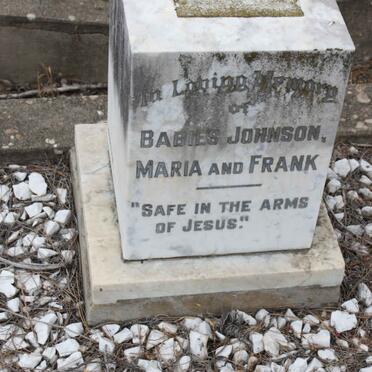 In Loving Memory
of
BABIES JOHNSON,
MARIA AND FRANK
"SAFE IN THE ARMS
OF JESUS."